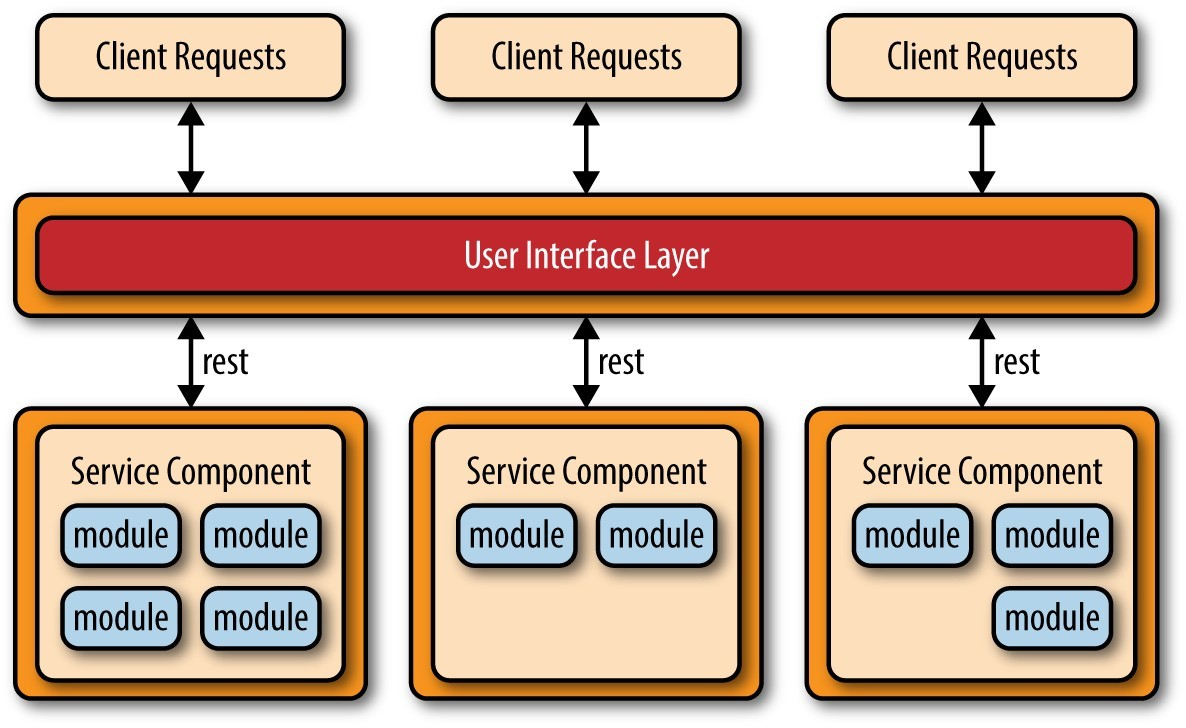 Client Requests
Client Requests
Client Requests
User Interface Layer
rest
rest
rest
Service Component
module module
module module
Service Component
module module
Service Component
module module
module